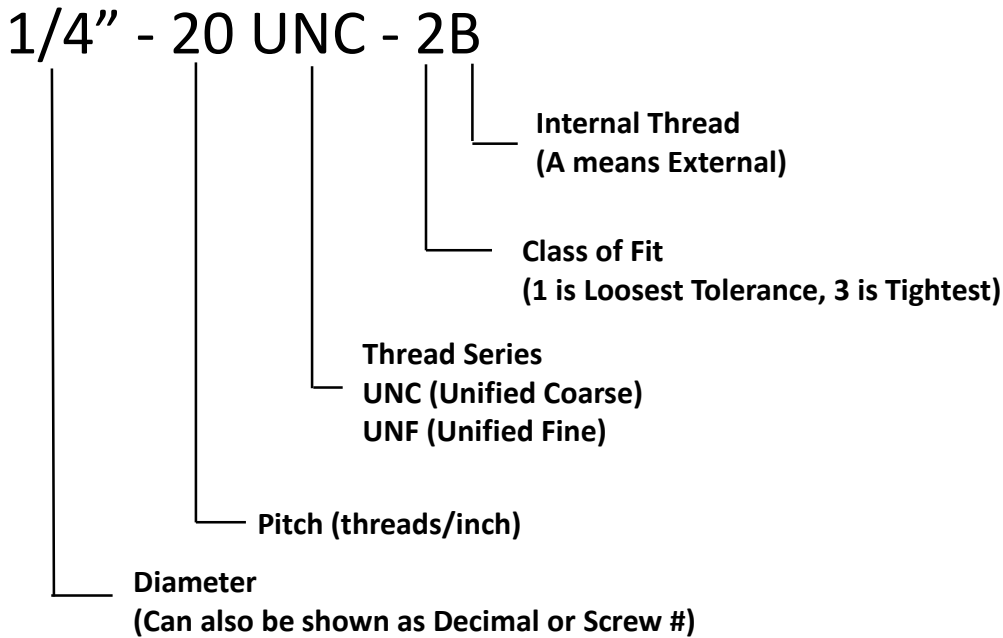 1/4” - 20 UNC - 2B
Internal Thread
(A means External)
Class of Fit
(1 is Loosest Tolerance, 3 is Tightest)
Thread Series
UNC (Unified Coarse)
UNF (Unified Fine)
Pitch (threads/inch)
Diameter
(Can also be shown as Decimal or Screw #)